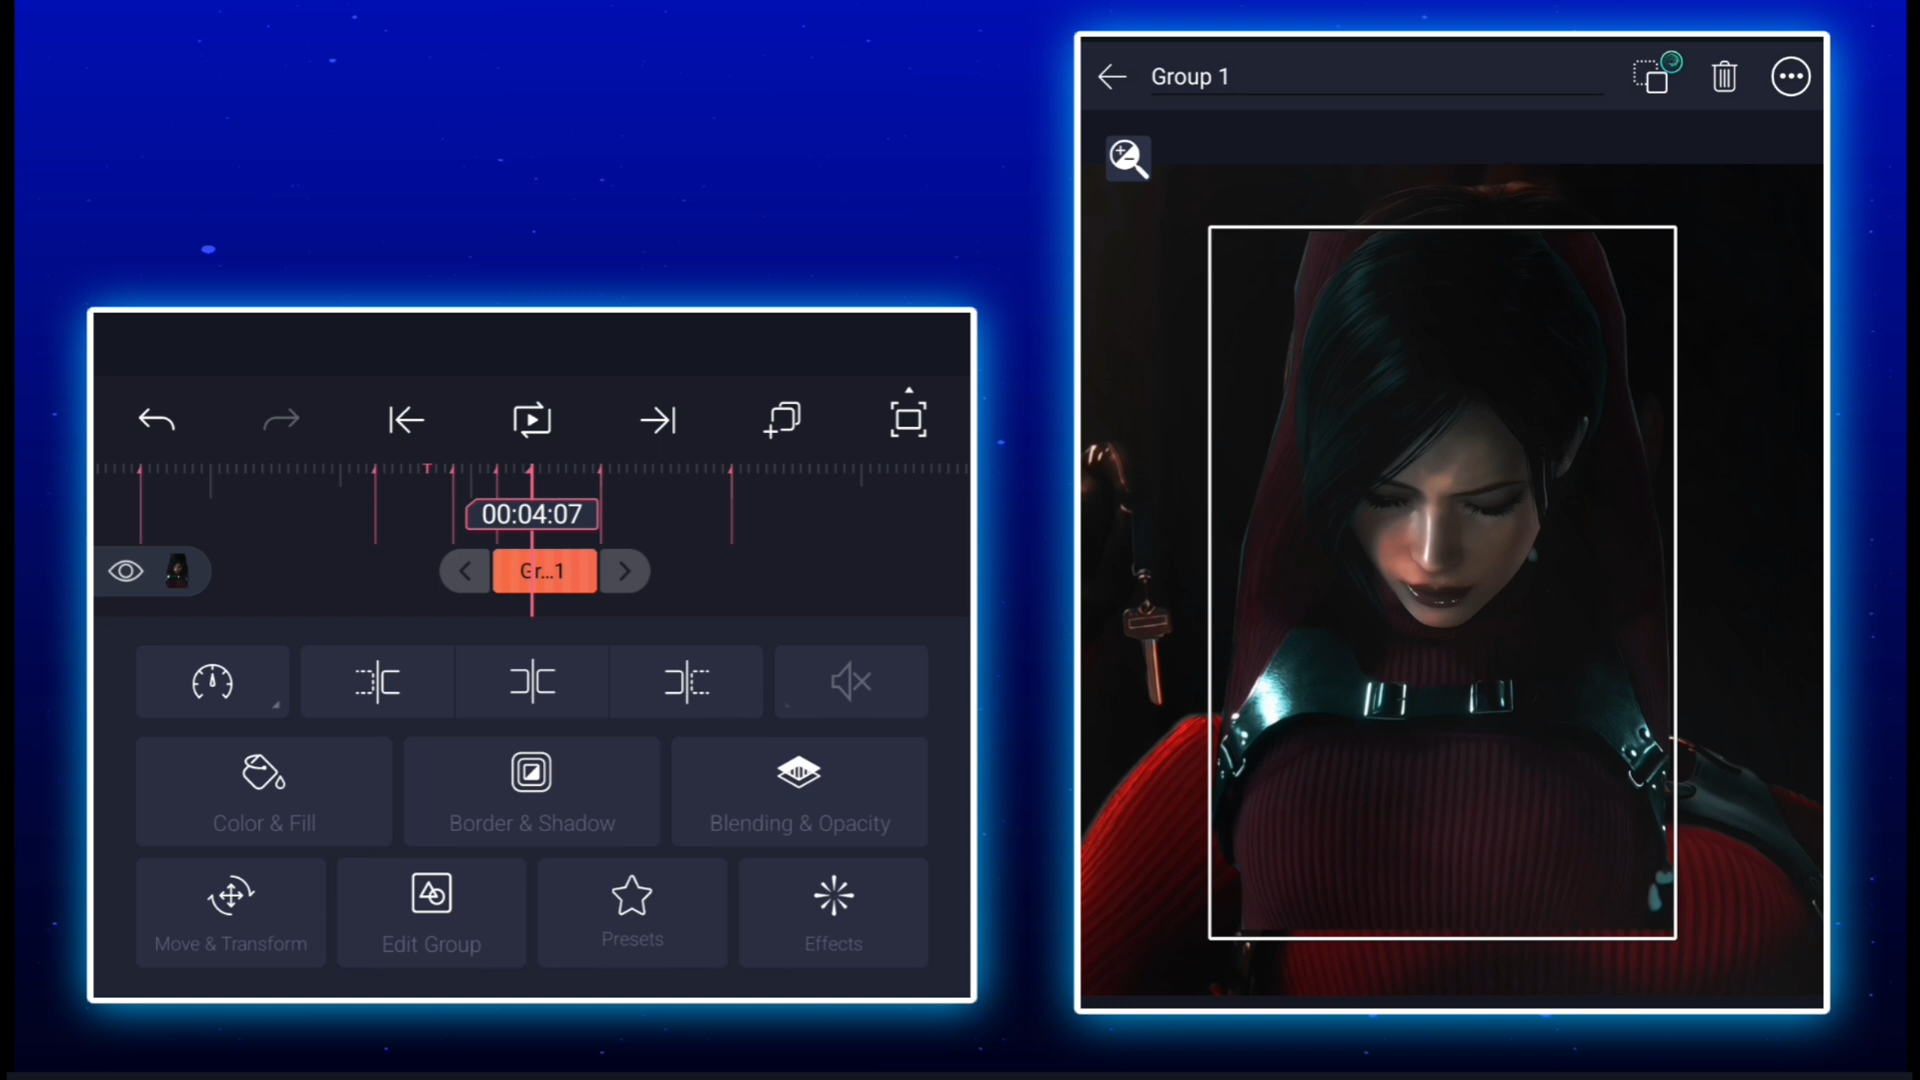 Group 1
00:04:07
Gr...1
Color & Fill
Border & Shadow
Blending & Opacity
Move & Transform
Edit Group
Presets
Effects